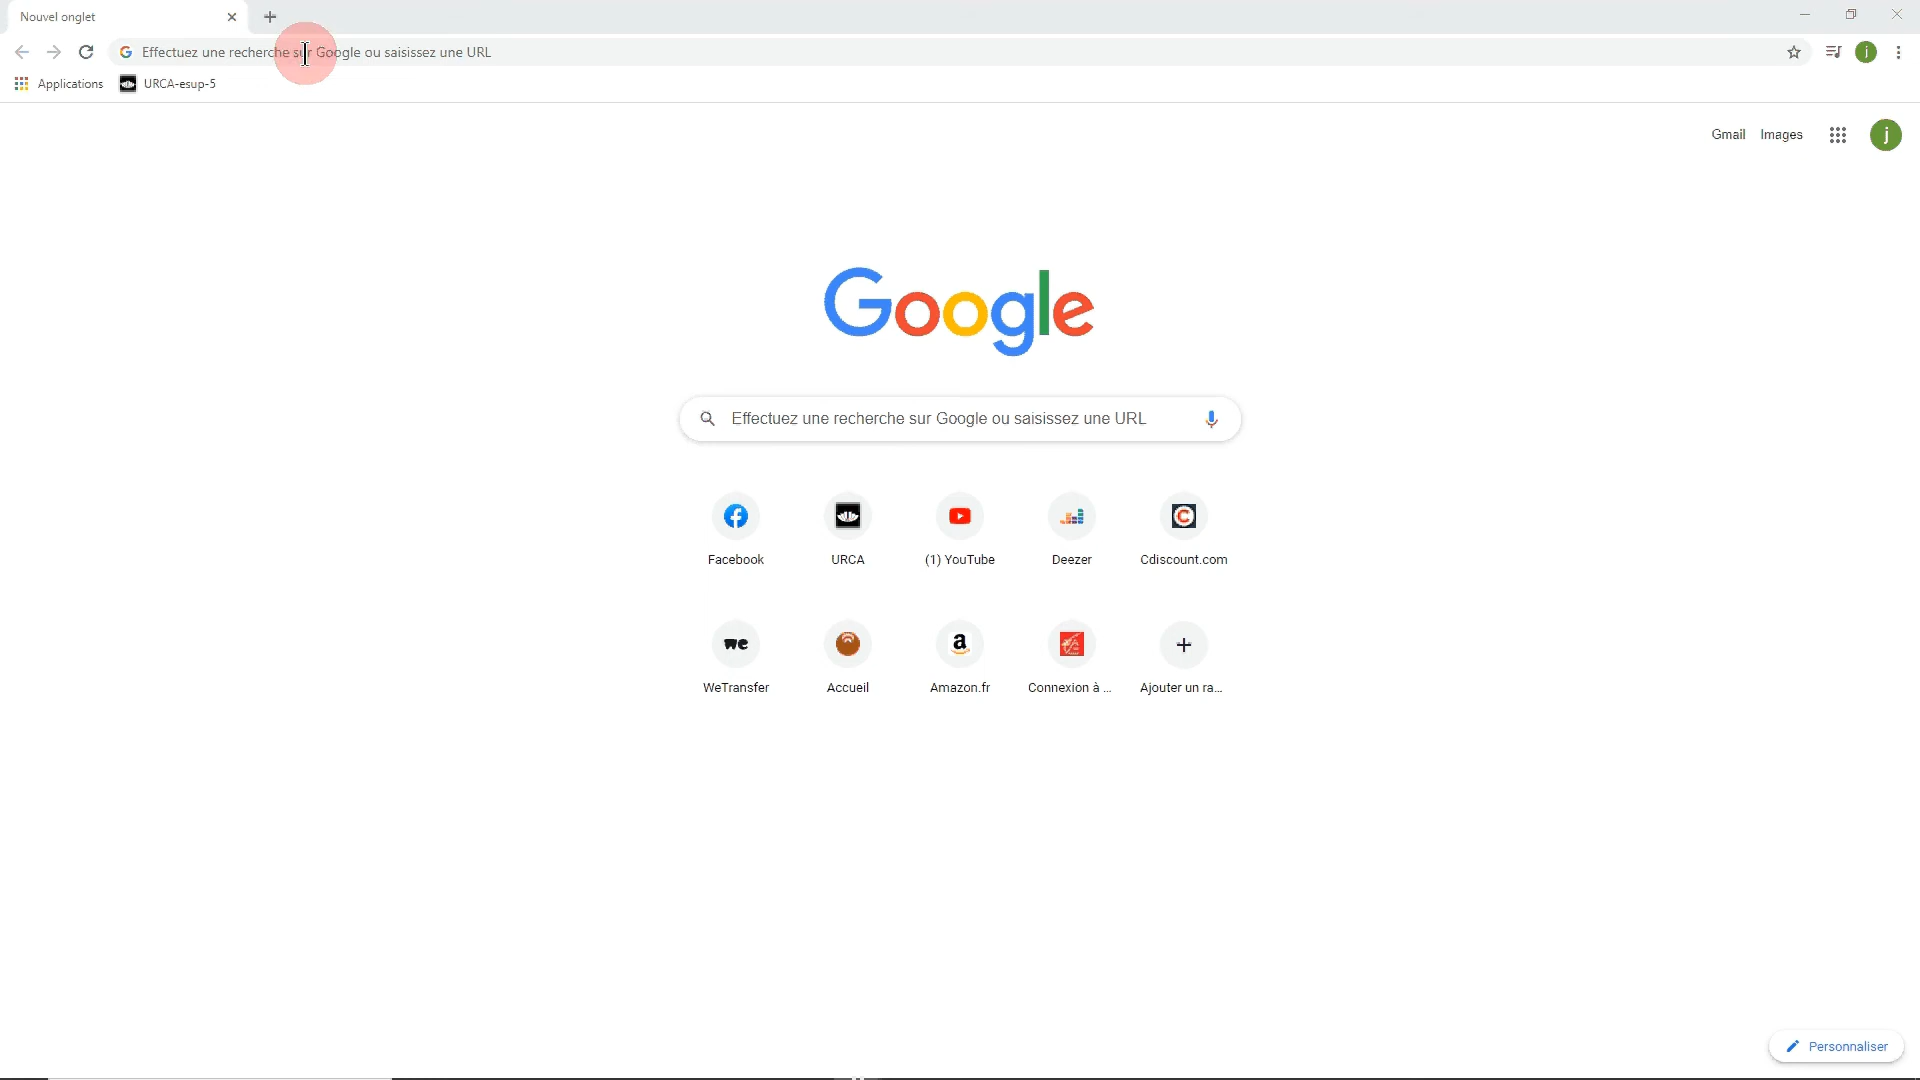 Nouvel onglet
Effectuez une recherche sur Google ou saisissez une URL
j
Applications
URCA-esup-5
Gmail
Images
j
Google
Effectuez une recherche sur Google ou saisissez une URL
Facebook
URCA
(1) YouTube
Deezer
Cdiscount.com
we
a
WeTransfer
Accueil
Amazon.fr
Connexion à ...
Ajouter un ra...
Personnaliser